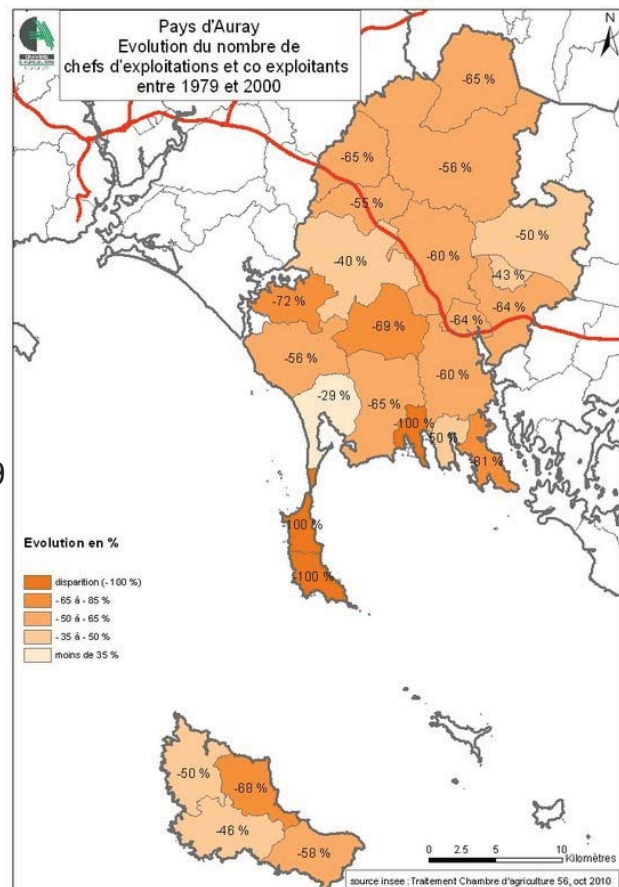 Pays d'Auray
Evolution du nombre de
chefs d'exploitations et co exploitants
entre 1979 et 2000
N
-65 %
-65 %
-56 %
-55 %
-50 %
-40 %
-60 %
-43 %
-72 %
-64 %
-69 %
-64 %
-56 %
-60 %
-29 %
-65 %
-100 %
-50 %
-81 %
9
-100 %
-100 %
Evolution en %
disparition (- 100 %)
-65 à - 85 %
-50 à - 65 %
-35 à - 50 %
moins de 35 %
-50 %
-68 %
-46 %
-58 %
0 2.5 5 10
Kilomètres
source insee : Traitement Chambre d'agriculture 56, oct 2010